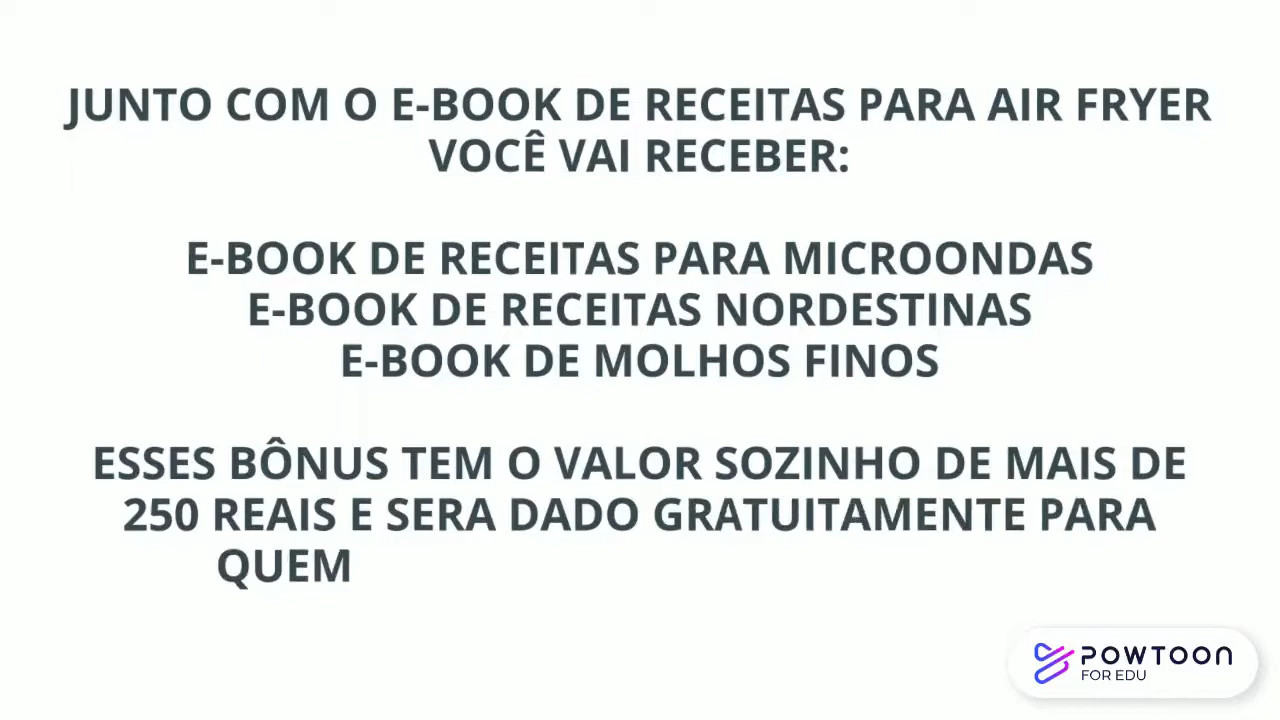 JUNTO COM O E-BOOK DE RECEITAS PARA AIR FRYER
VOCÊ VAI RECEBER:
E-BOOK DE RECEITAS PARA MICROONDAS
E-BOOK DE RECEITAS NORDESTINAS
E-BOOK DE MOLHOS FINOS
ESSES BÔNUS TEM O VALOR SOZINHO DE MAIS DE
250 REAIS E SERA DADO GRATUITAMENTE PARA
QUEM
POWTOON
FOR EDU